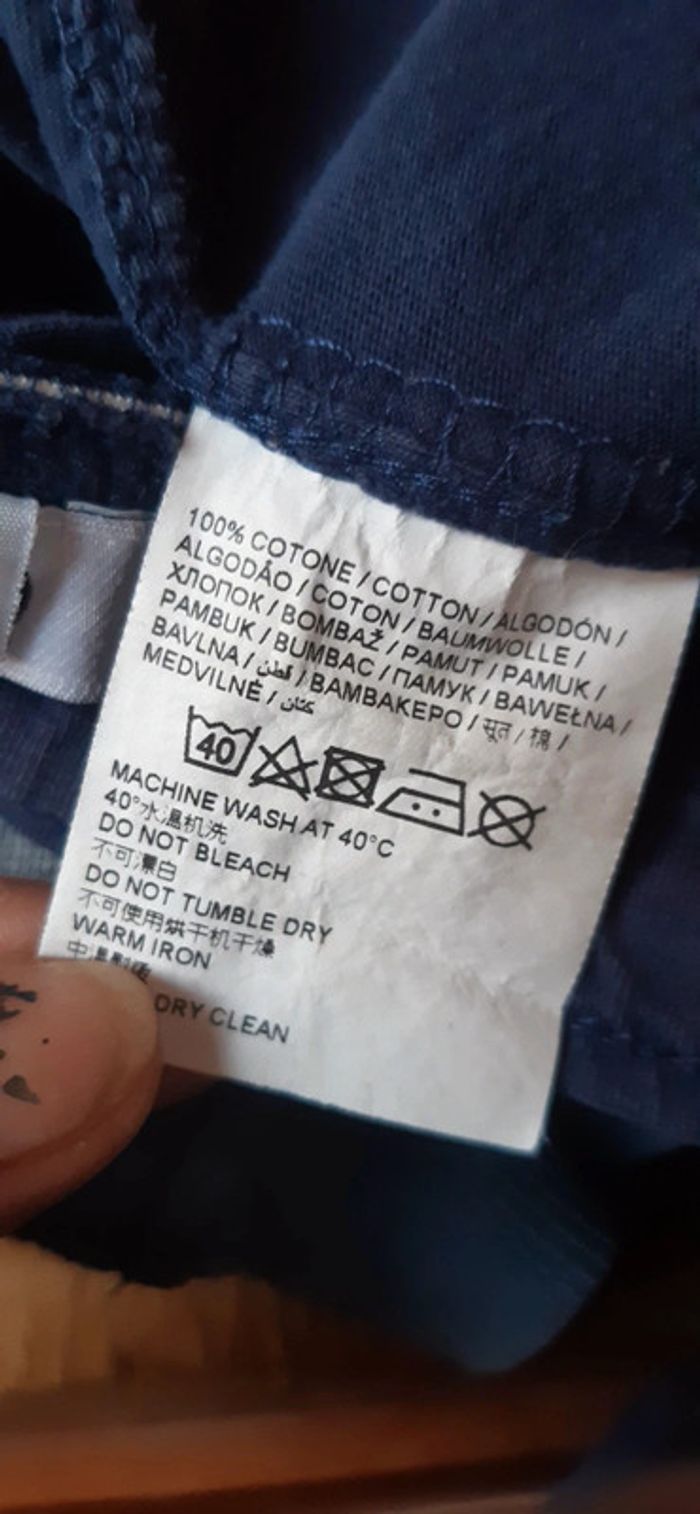 100% COTONE / COTTON / ALGODÓN /
ALGODÃO / COTON / BAUMWOLLE /
ХЛОПОК / BOMBAŽ / PAMUT / PAMUK /
PAMBUK / BUMBAC / ПАМУК / BAWEŁNA /
BAVLNA / قطن / BAMBAKEPO / सूत / 棉 /
MEDVILNĖ / كتان
40
MACHINE WASH AT 40°C
40°水温机洗
DO NOT BLEACH
不可漂白
DO NOT TUMBLE DRY
不可使用烘干机干燥
WARM IRON
中温
DRY CLEAN